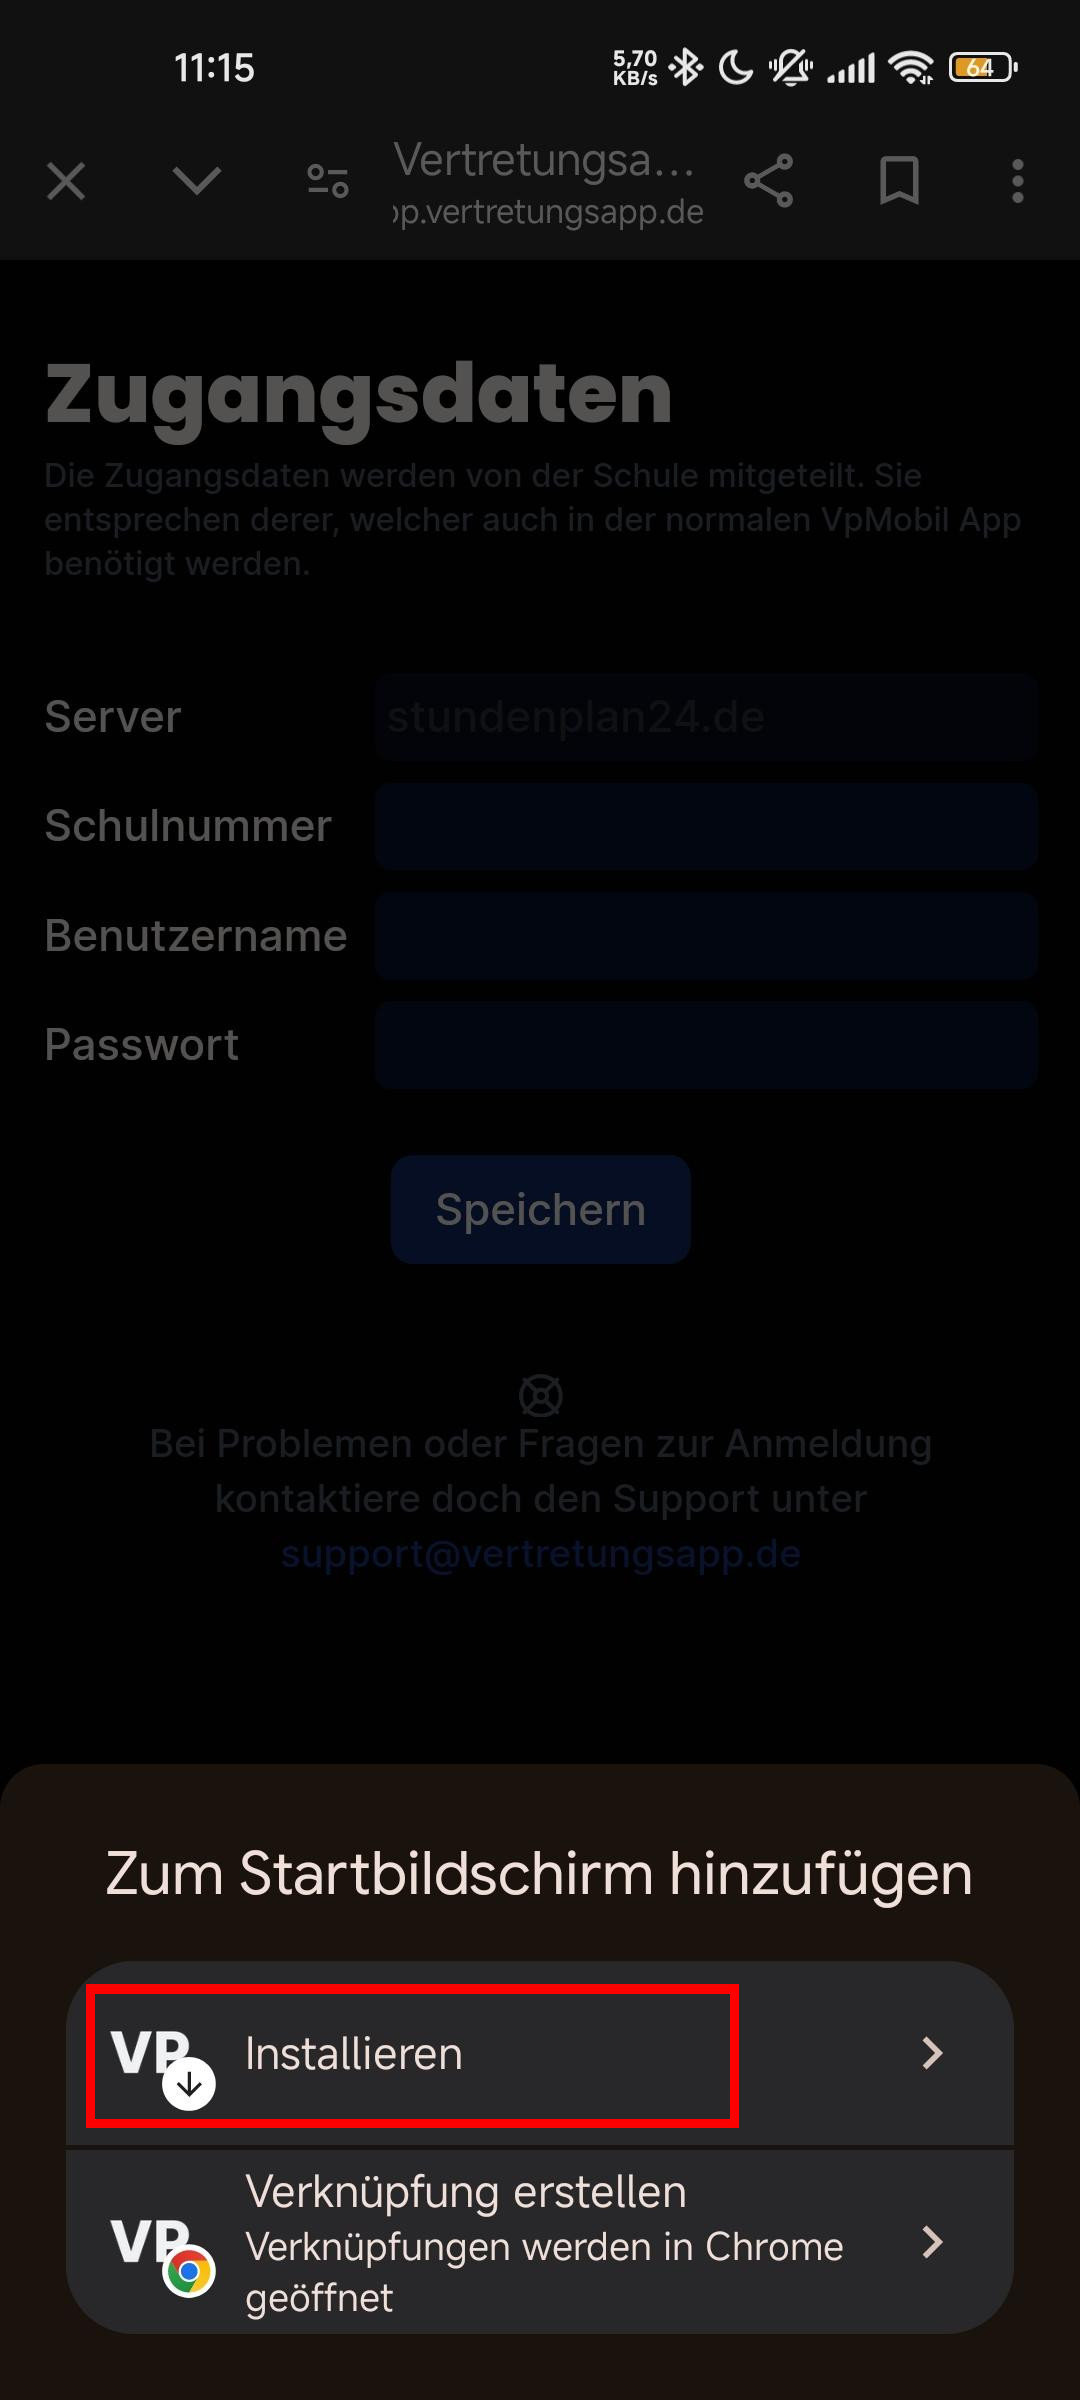 11:15
5,70
KB/s
64
Vertretungsa...
p.vertretungsapp.de
Zugangsdaten
Die Zugangsdaten werden von der Schule mitgeteilt. Sie
entsprechen derer, welcher auch in der normalen VpMobil App
benötigt werden.
Server
stundenplan24.de
Schulnummer
Benutzername
Passwort
Speichern
Bei Problemen oder Fragen zur Anmeldung
kontaktiere doch den Support unter
support@vertretungsapp.de
Zum Startbildschirm hinzufügen
VP
Installieren
Verknüpfung erstellen
VP
Verknüpfungen werden in Chrome
geöffnet